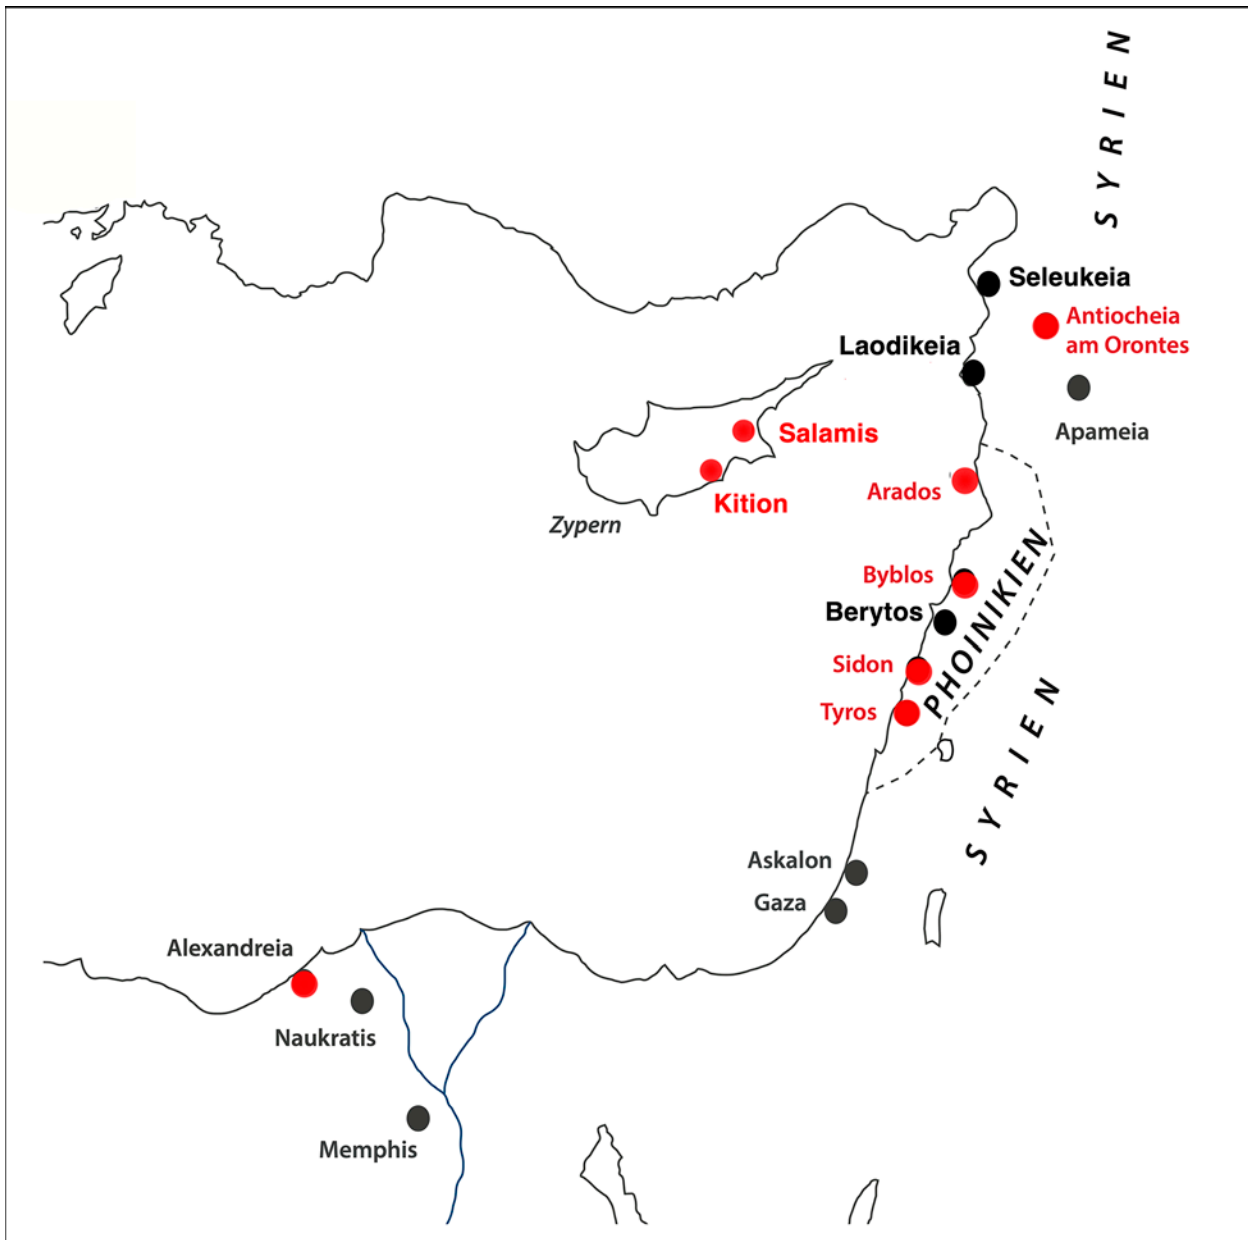 SYRIEN
Seleukeia
Antiocheia
am Orontes
Laodikeia
Apameia
Salamis
Kition
Zypern
Arados
Byblos
Berytos
PHOINIKIEN
Sidon
Tyros
SYRIEN
Askalon
Gaza
Alexandreia
Naukratis
Memphis